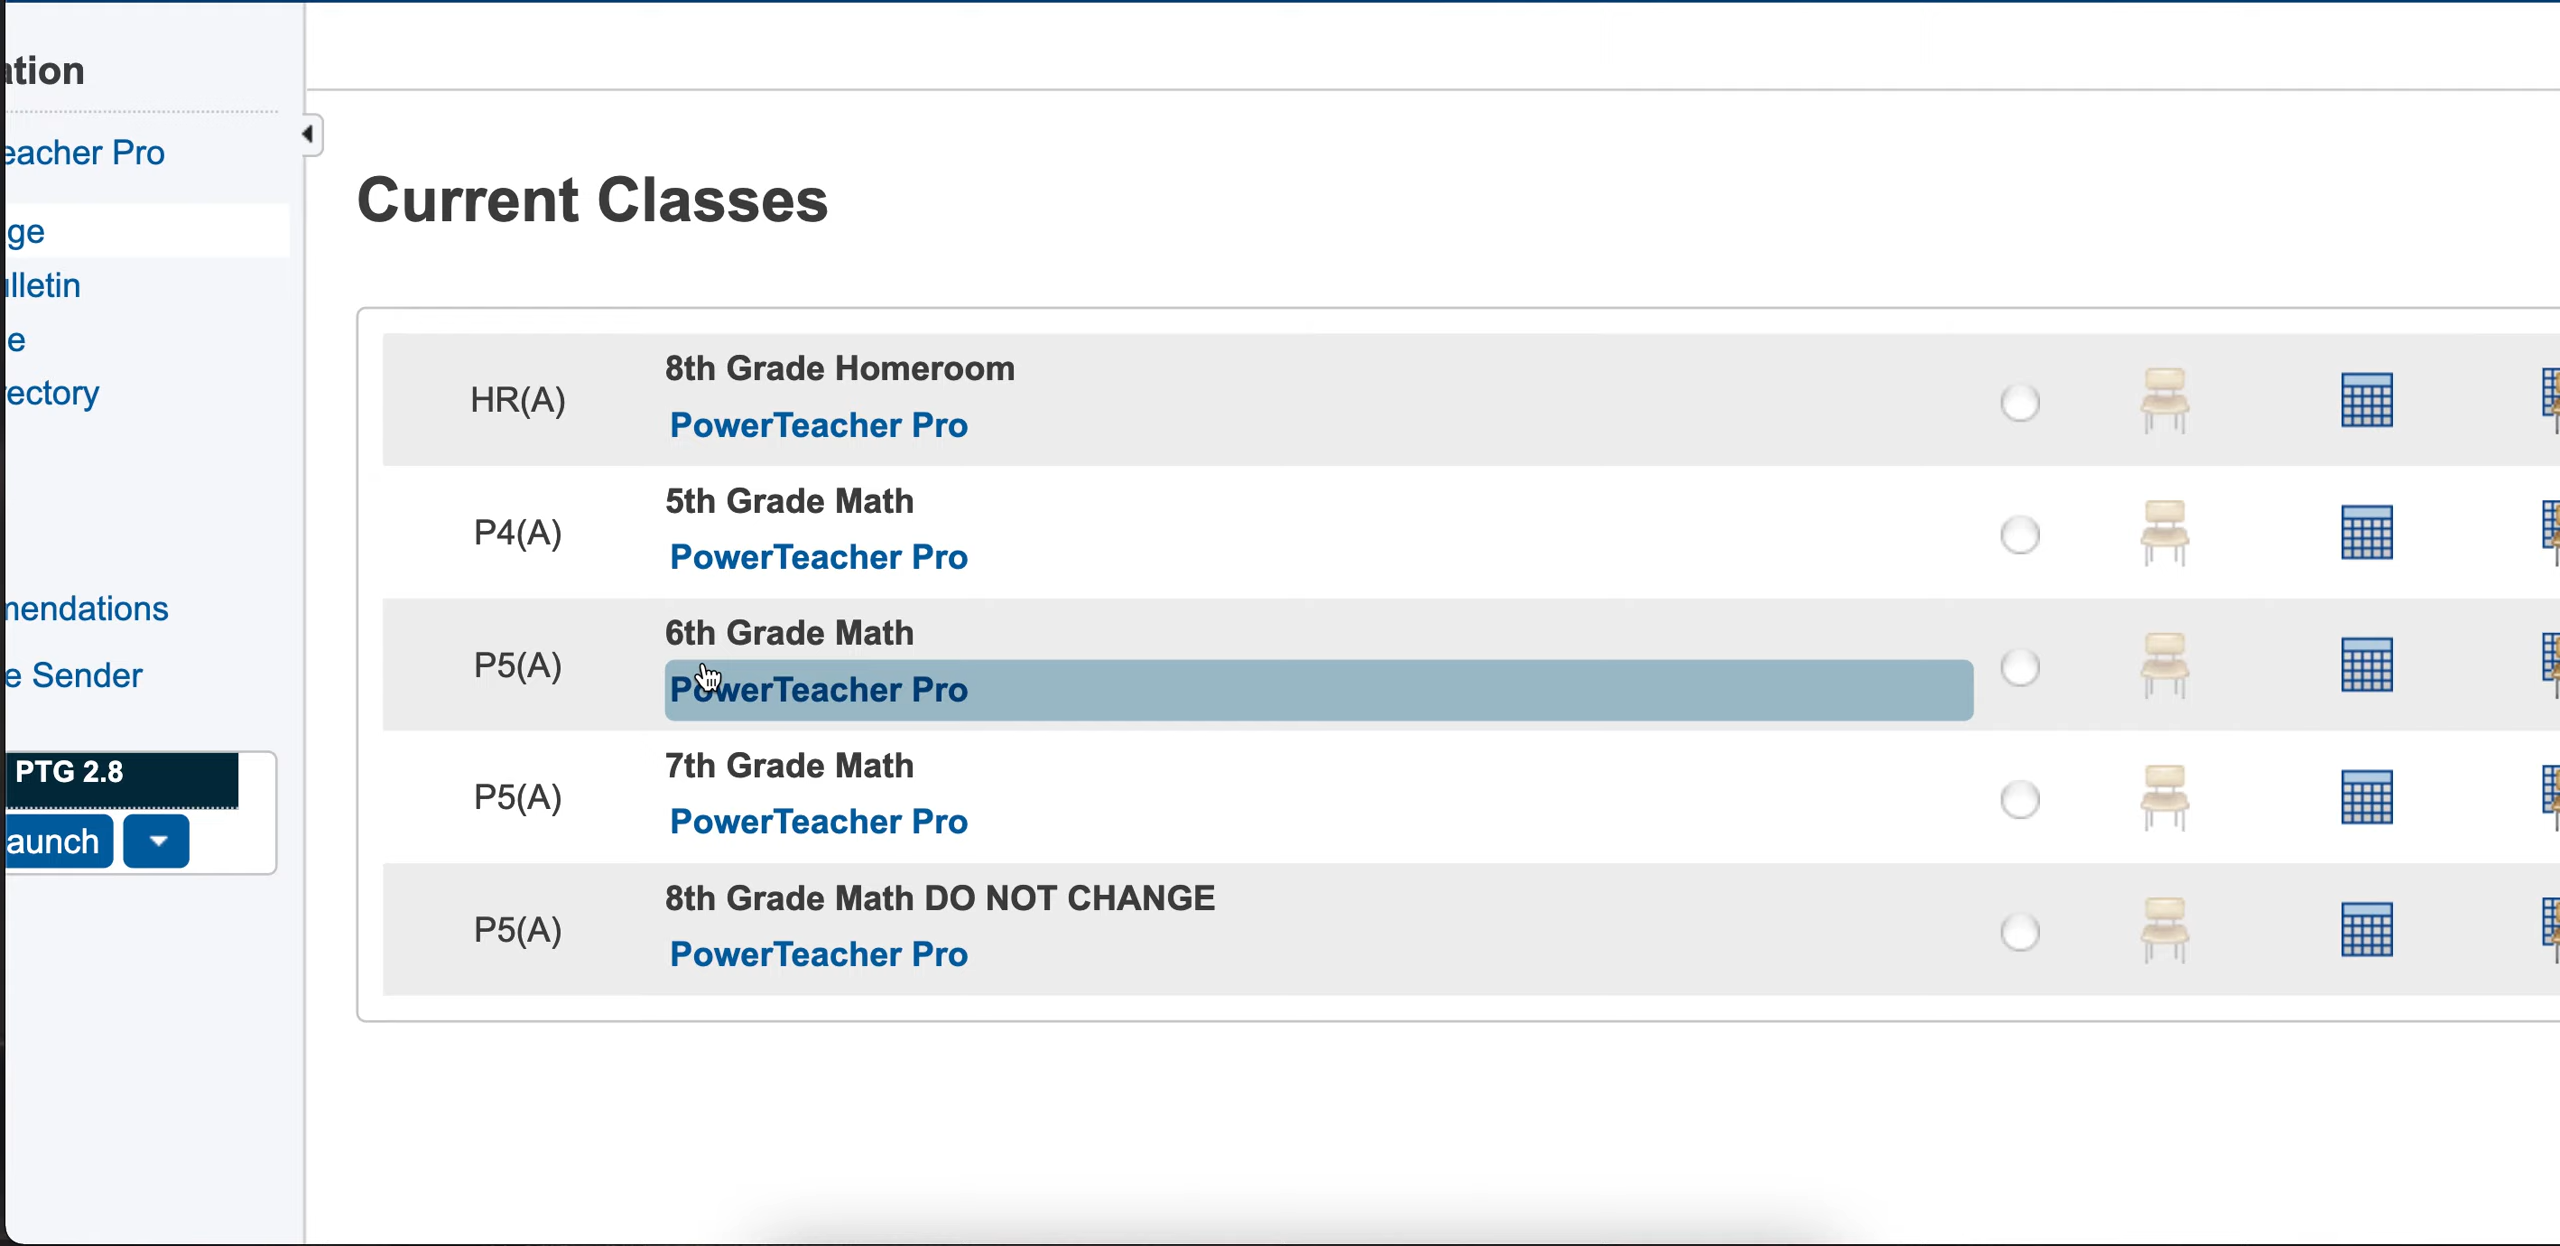 ation
eacher Pro
ge
lletin
e
ectory
mendations
e Sender
PTG 2.8
aunch
Current Classes
HR(A)
8th Grade Homeroom
PowerTeacher Pro
P4(A)
5th Grade Math
PowerTeacher Pro
P5(A)
6th Grade Math
PowerTeacher Pro
P5(A)
7th Grade Math
PowerTeacher Pro
P5(A)
8th Grade Math DO NOT CHANGE
PowerTeacher Pro